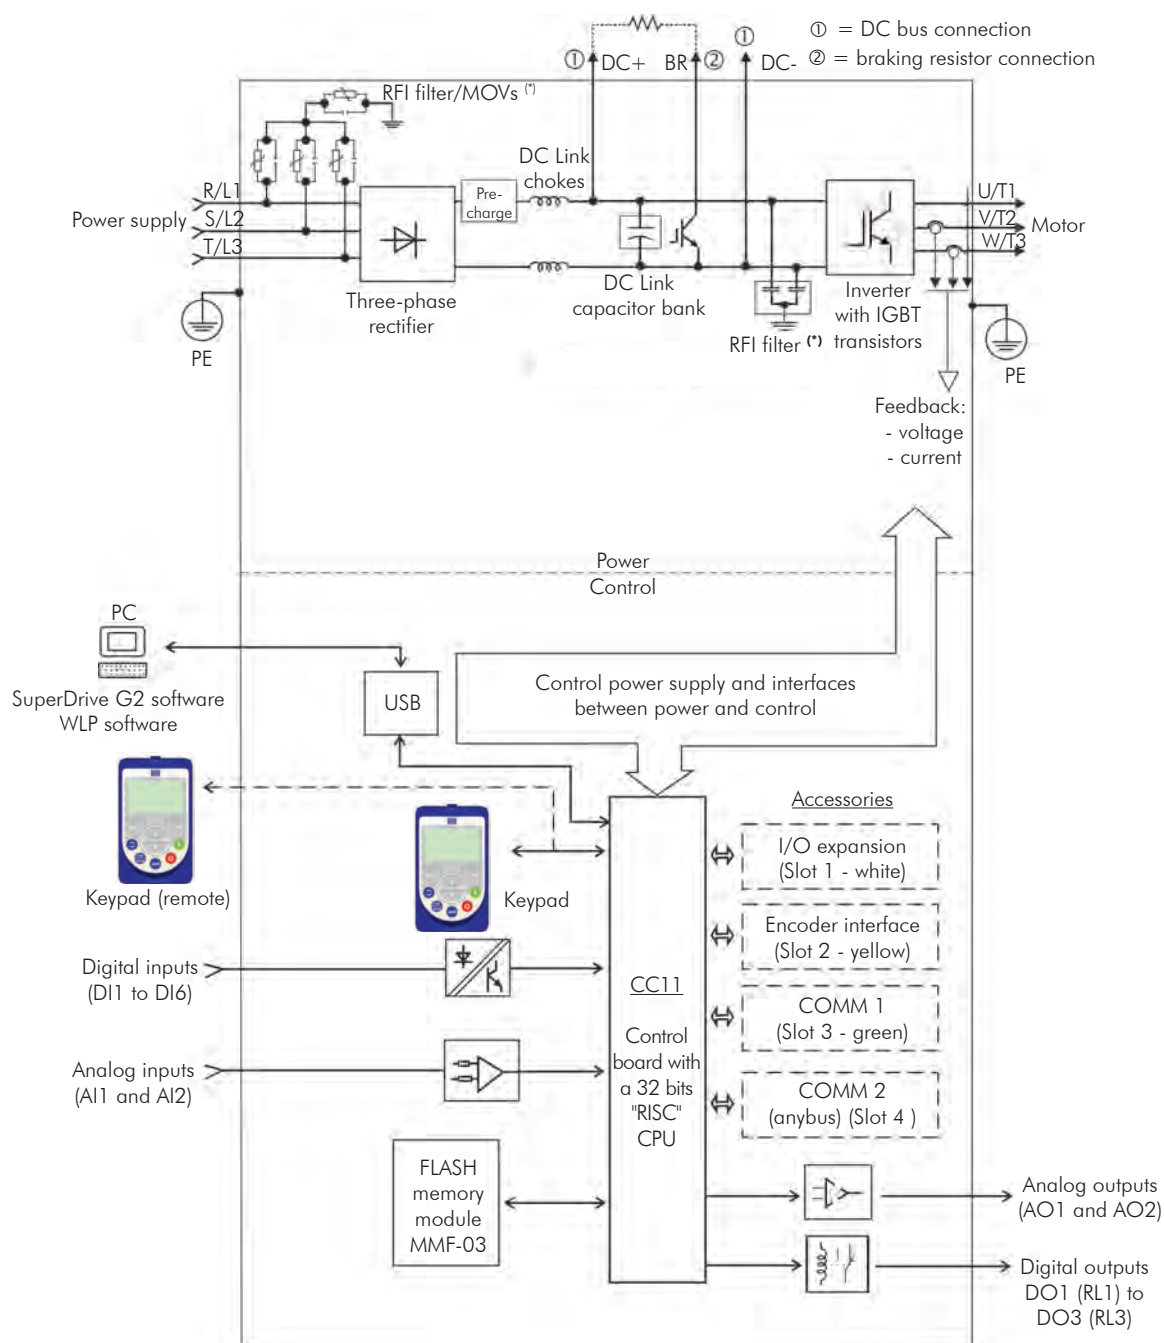 ① = DC bus connection
② = braking resistor connection
①
① DC+ BR ② DC-
RFI filter/MOVs (*)
DC Link
chokes
Pre-
charge
R/L1
Power supply S/L2
T/L3
U/T1
V/T2
Motor
W/T3
Three-phase
rectifier
DC Link
capacitor bank
Inverter
with IGBT
transistors
RFI filter (*)
PE
PE
Feedback:
- voltage
- current
Power
Control
PC
SuperDrive G2 software
WLP software
USB
Control power supply and interfaces
between power and control
Keypad (remote)
Keypad
Accessories
I/O expansion
(Slot 1 - white)
Encoder interface
(Slot 2 - yellow)
COMM 1
(Slot 3 - green)
COMM 2
(anybus) (Slot 4 )
Digital inputs
(DI1 to DI6)
Analog inputs
(AI1 and AI2)
CC11
Control
board with
a 32 bits
"RISC"
CPU
FLASH
memory
module
MMF-03
Analog outputs
(AO1 and AO2)
Digital outputs
DO1 (RL1) to
DO3 (RL3)